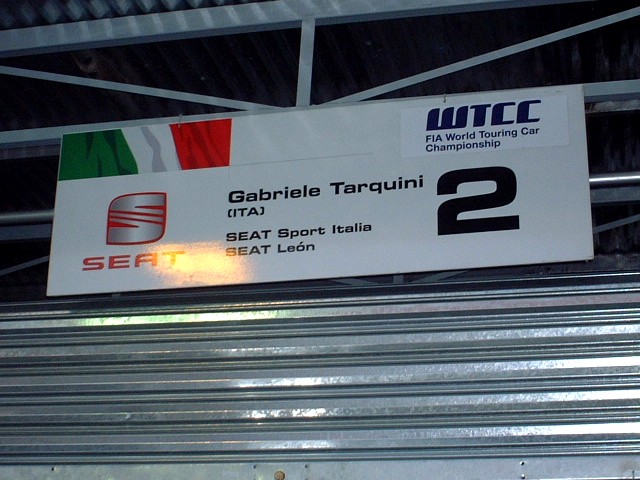 WTCC
FIA World Touring Car
Championship
Gabriele Tarquini
(ITA)
2
SEAT Sport Italia
SEAT León
SEAT